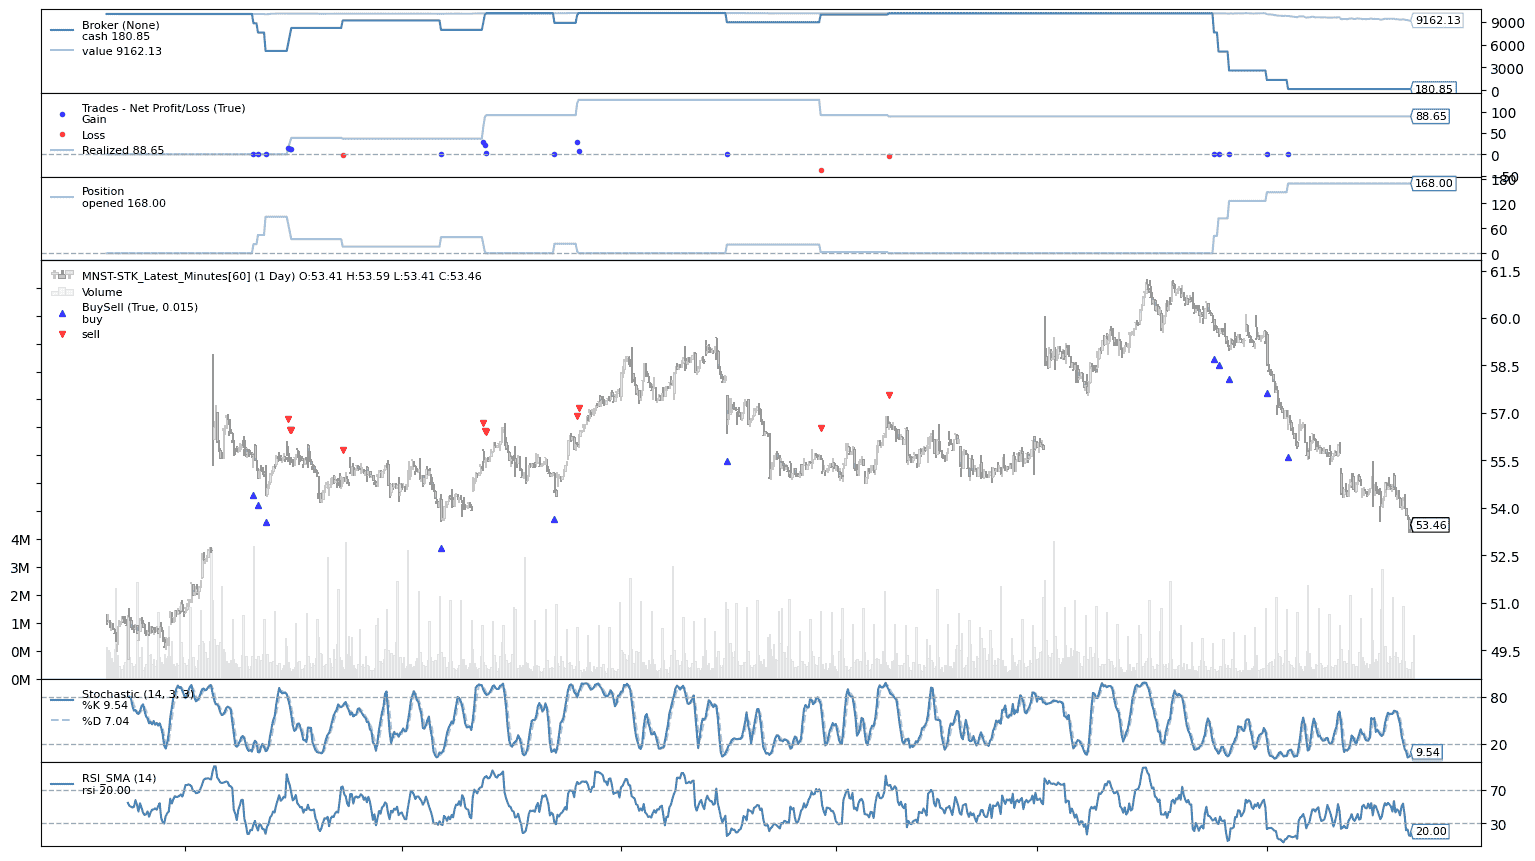 Broker (None)
cash 180.85
value 9162.13
9162.13
9000
6000
3000
0
180.85
Trades - Net Profit/Loss (True)
Gain
Loss
Realized 88.65
100
88.65
50
0
-50
Position
opened 168.00
180
168.00
120
60
0
MNST-STK_Latest_Minutes[60] (1 Day) O:53.41 H:53.59 L:53.41 C:53.46
Volume
BuySell (True, 0.015)
buy
sell
61.5
60.0
58.5
57.0
55.5
54.0
53.46
52.5
51.0
49.5
4M
3M
2M
1M
0M
0M
Stochastic (14, 3, 3)
%K 9.54
%D 7.04
80
20
9.54
RSI_SMA (14)
rsi 20.00
70
30
20.00